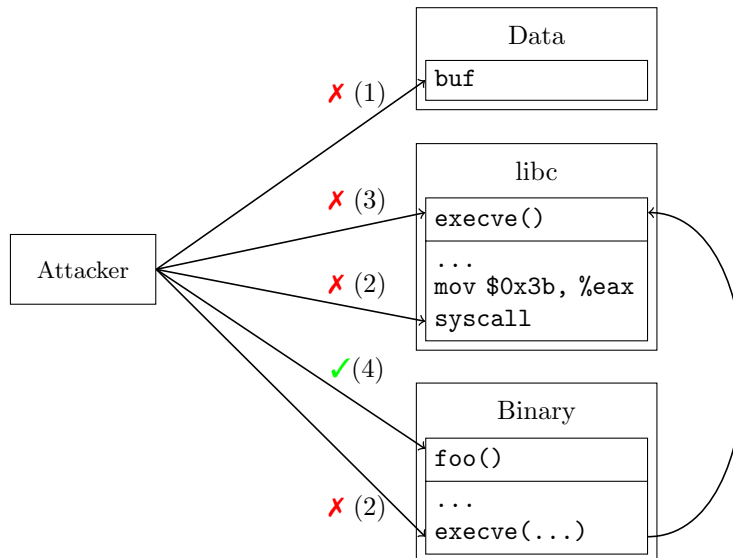 Data
buf
✗ (1)
libc
✗ (3)
execve()
Attacker
...
✗ (2)
mov $0x3b, %eax
syscall
✓(4)
Binary
foo()
✗ (2)
...
execve(...)